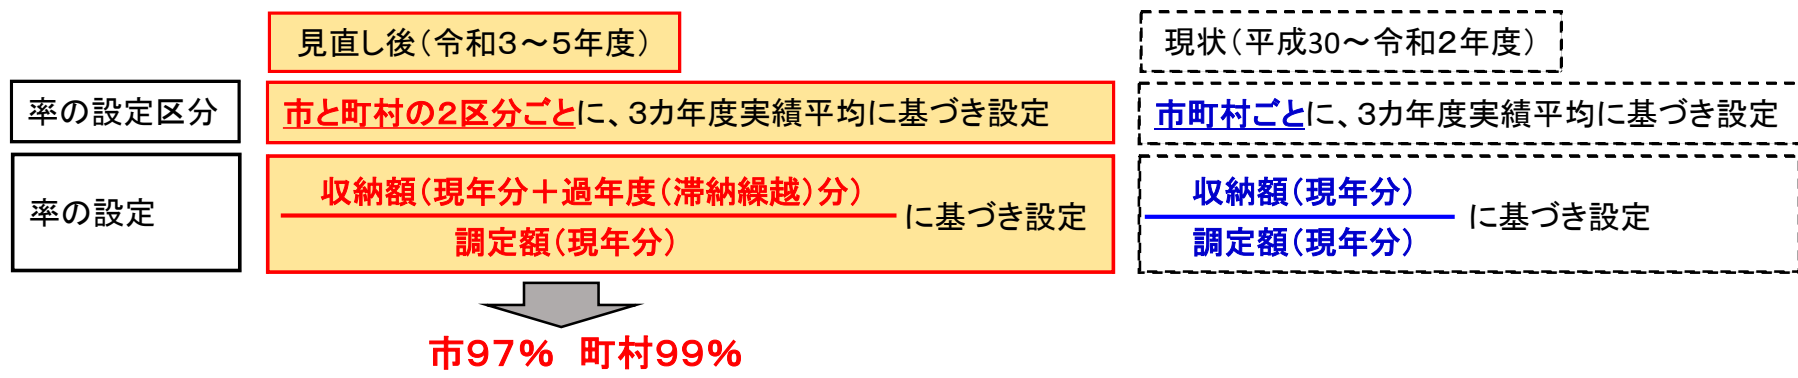 見直し後（令和３～５年度）
現状（平成30～令和２年度）
率の設定区分
市と町村の２区分ごとに、３カ年度実績平均に基づき設定
市町村ごとに、３カ年度実績平均に基づき設定
率の設定
収納額（現年分＋過年度（滞納繰越）分）
調定額（現年分）
に基づき設定
収納額（現年分）
調定額（現年分）
に基づき設定
市９７％　町村９９％